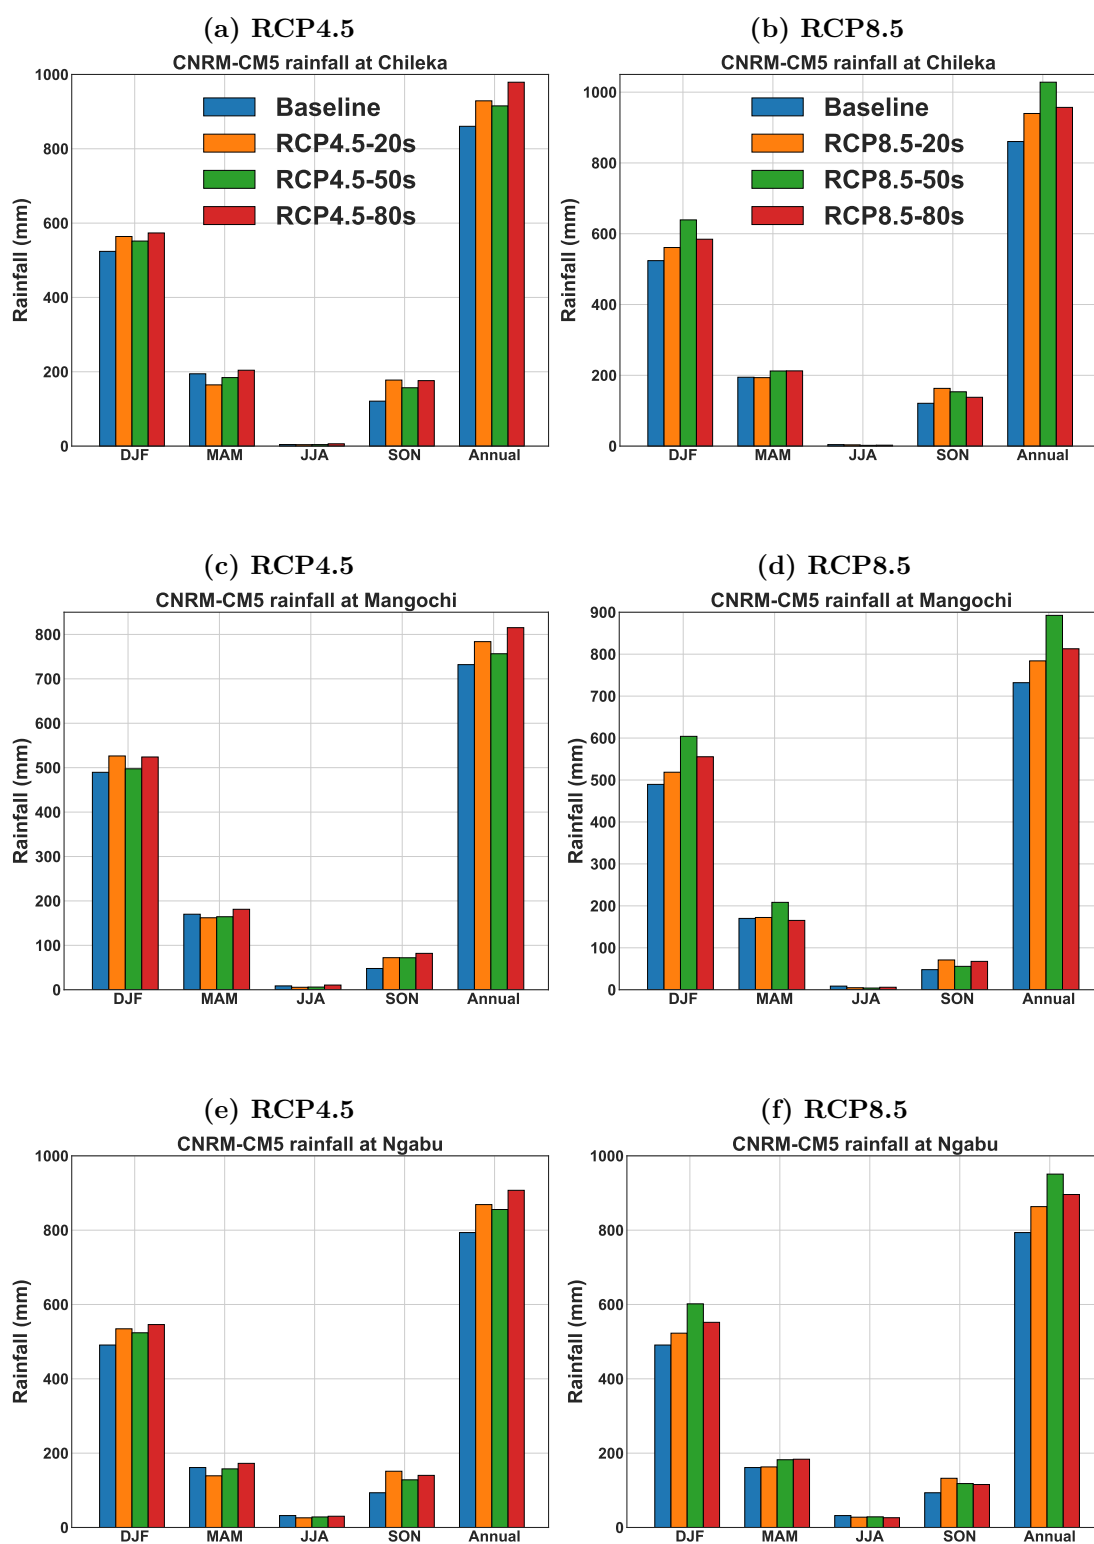 (a) RCP4.5
CNRM-CM5 rainfall at Chileka
Rainfall (mm)
1000
800
600
400
200
0
Baseline
RCP4.5-20s
RCP4.5-50s
RCP4.5-80s
DJF MAM JJA SON Annual
(b) RCP8.5
CNRM-CM5 rainfall at Chileka
Rainfall (mm)
1000
800
600
400
200
0
Baseline
RCP8.5-20s
RCP8.5-50s
RCP8.5-80s
DJF MAM JJA SON Annual
(c) RCP4.5
CNRM-CM5 rainfall at Mangochi
Rainfall (mm)
800
700
600
500
400
300
200
100
0
DJF MAM JJA SON Annual
(d) RCP8.5
CNRM-CM5 rainfall at Mangochi
Rainfall (mm)
900
800
700
600
500
400
300
200
100
0
DJF MAM JJA SON Annual
(e) RCP4.5
CNRM-CM5 rainfall at Ngabu
Rainfall (mm)
1000
800
600
400
200
0
DJF MAM JJA SON Annual
(f) RCP8.5
CNRM-CM5 rainfall at Ngabu
Rainfall (mm)
1000
800
600
400
200
0
DJF MAM JJA SON Annual